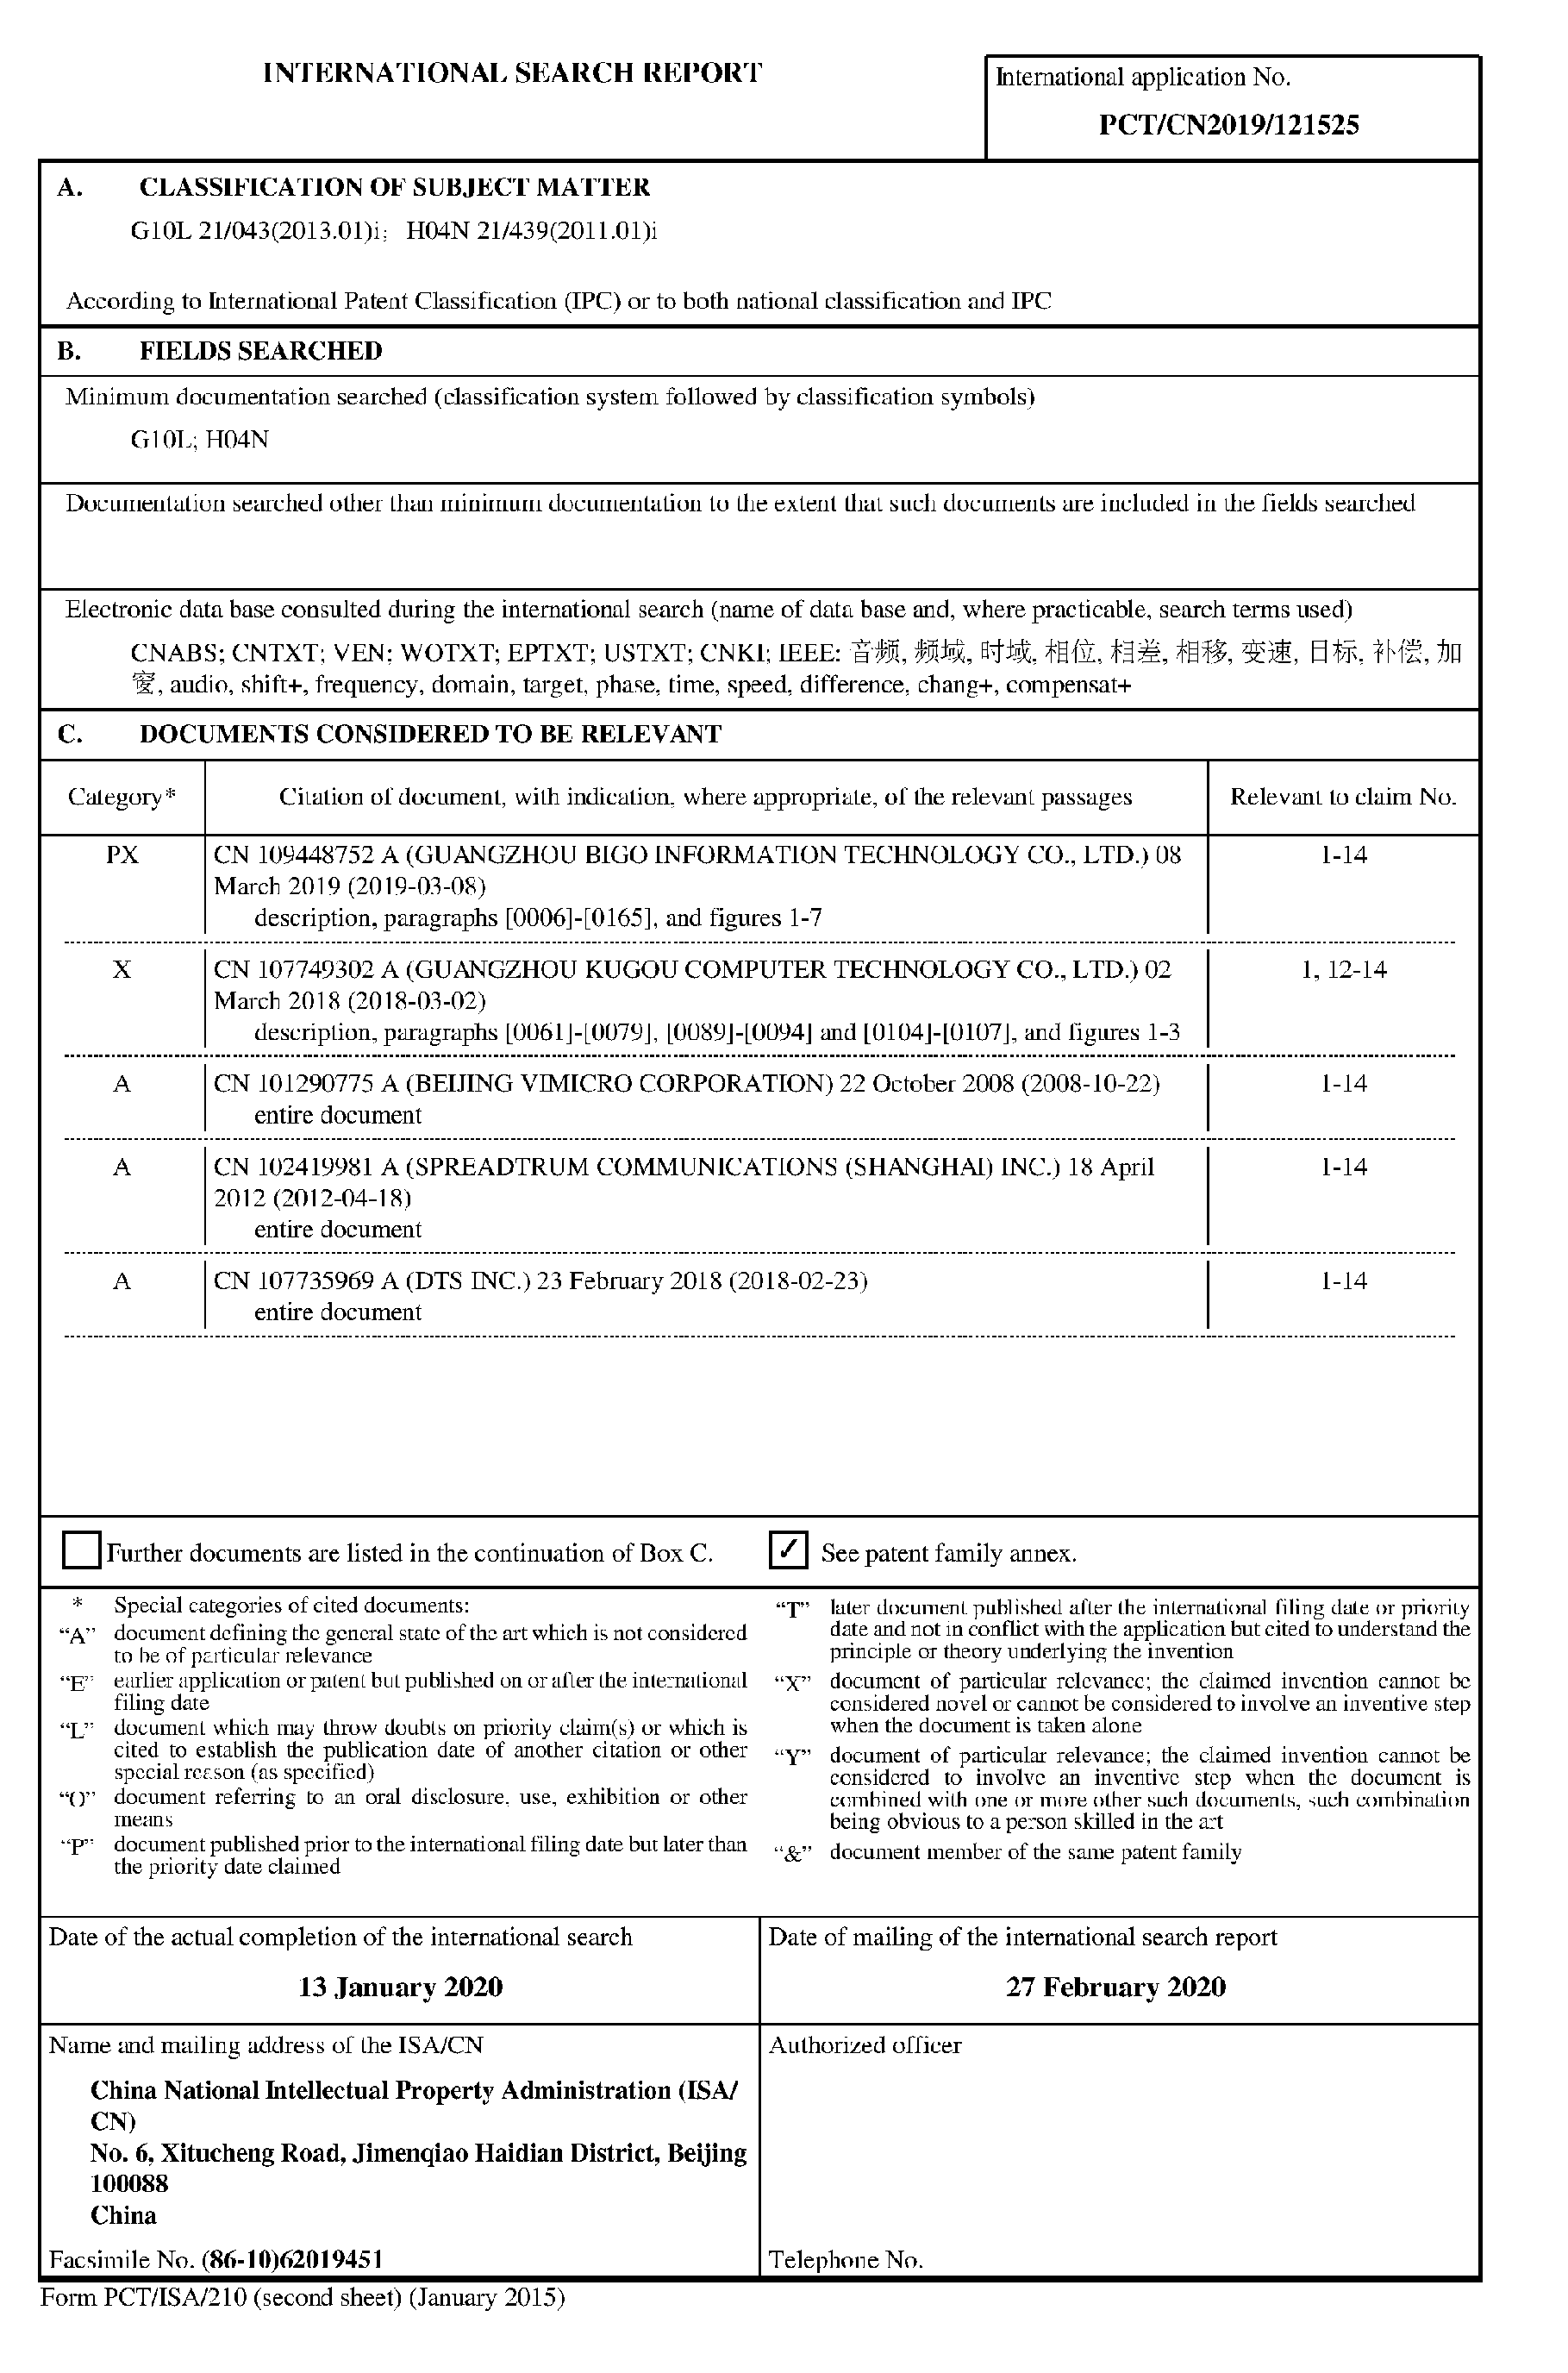 INTERNATIONAL SEARCH REPORT
International application No.
PCT/CN2019/121525
A. CLASSIFICATION OF SUBJECT MATTER
G10L 21/043(2013.01)i; H04N 21/439(2011.01)i
According to International Patent Classification (IPC) or to both national classification and IPC
B. FIELDS SEARCHED
Minimum documentation searched (classification system followed by classification symbols)
G10L; H04N
Documentation searched other than minimum documentation to the extent that such documents are included in the fields searched
Electronic data base consulted during the international search (name of data base and, where practicable, search terms used)
CNABS; CNTXT; VEN; WOTXT; EPTXT; USTXT; CNKI; IEEE: 音频, 频域, 时域, 相位, 相差, 相移, 变速, 目标, 补偿, 加
窗, audio, shift+, frequency, domain, target, phase, time, speed, difference, chang+, compensat+
C. DOCUMENTS CONSIDERED TO BE RELEVANT
Category* Citation of document, with indication, where appropriate, of the relevant passages Relevant to claim No.
PX CN 109448752 A (GUANGZHOU BIGO INFORMATION TECHNOLOGY CO., LTD.) 08 1-14
March 2019 (2019-03-08)
description, paragraphs [0006]-[0165], and figures 1-7
X CN 107749302 A (GUANGZHOU KUGOU COMPUTER TECHNOLOGY CO., LTD.) 02 1, 12-14
March 2018 (2018-03-02)
description, paragraphs [0061]-[0079], [0089]-[0094] and [0104]-[0107], and figures 1-3
A CN 101290775 A (BEIJING VIMICRO CORPORATION) 22 October 2008 (2008-10-22) 1-14
entire document
A CN 102419981 A (SPREADTRUM COMMUNICATIONS (SHANGHAI) INC.) 18 April 1-14
2012 (2012-04-18)
entire document
A CN 107735969 A (DTS INC.) 23 February 2018 (2018-02-23) 1-14
entire document
Further documents are listed in the continuation of Box C. ✓ See patent family annex.
* Special categories of cited documents:
“A” document defining the general state of the art which is not considered
to be of particular relevance
“E” earlier application or patent but published on or after the international
filing date
“L” document which may throw doubts on priority claim(s) or which is
cited to establish the publication date of another citation or other
special reason (as specified)
“O” document referring to an oral disclosure, use, exhibition or other
means
“P” document published prior to the international filing date but later than
the priority date claimed
“T” later document published after the international filing date or priority
date and not in conflict with the application but cited to understand the
principle or theory underlying the invention
“X” document of particular relevance; the claimed invention cannot be
considered novel or cannot be considered to involve an inventive step
when the document is taken alone
“Y” document of particular relevance; the claimed invention cannot be
considered to involve an inventive step when the document is
combined with one or more other such documents, such combination
being obvious to a person skilled in the art
“&” document member of the same patent family
Date of the actual completion of the international search
13 January 2020
Date of mailing of the international search report
27 February 2020
Name and mailing address of the ISA/CN
China National Intellectual Property Administration (ISA/
CN)
No. 6, Xitucheng Road, Jimenqiao Haidian District, Beijing
100088
China
Facsimile No. (86-10)62019451
Authorized officer
Telephone No.
Form PCT/ISA/210 (second sheet) (January 2015)